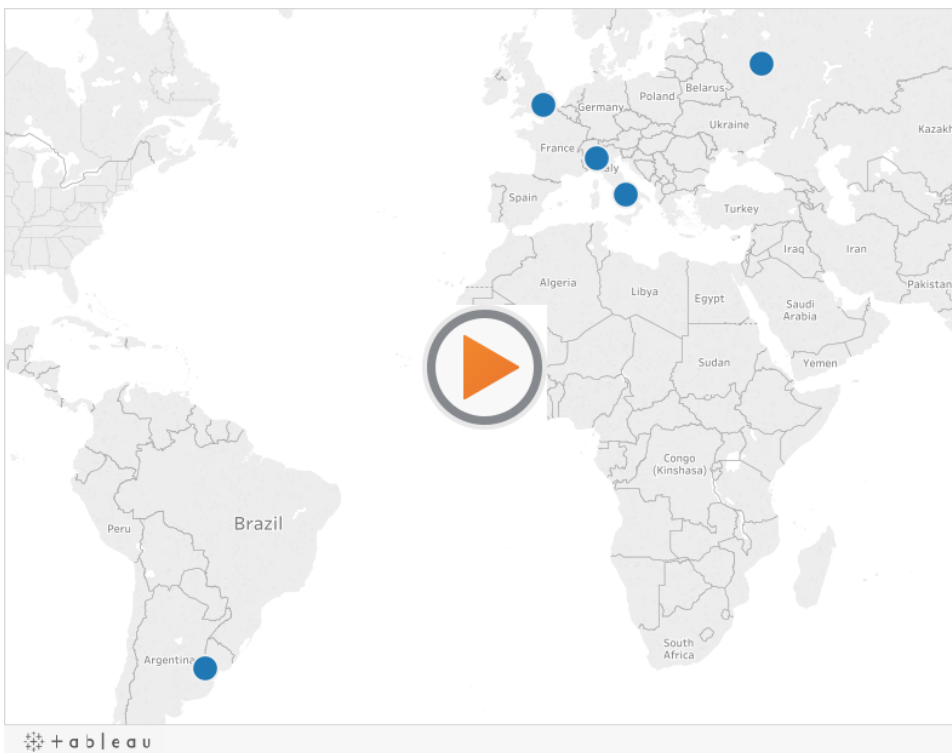 Belarus
Poland
Germany
Ukraine
Kazakh
France
aly
Spain
Turkey
Iraq
Iran
Algeria
Libya
Egypt
Pakistan
Saudi
Arabia
Sudan
Yemen
Congo
(Kinshasa)
Peru
Brazil
South
Africa
Argentina
+ a b l e a u